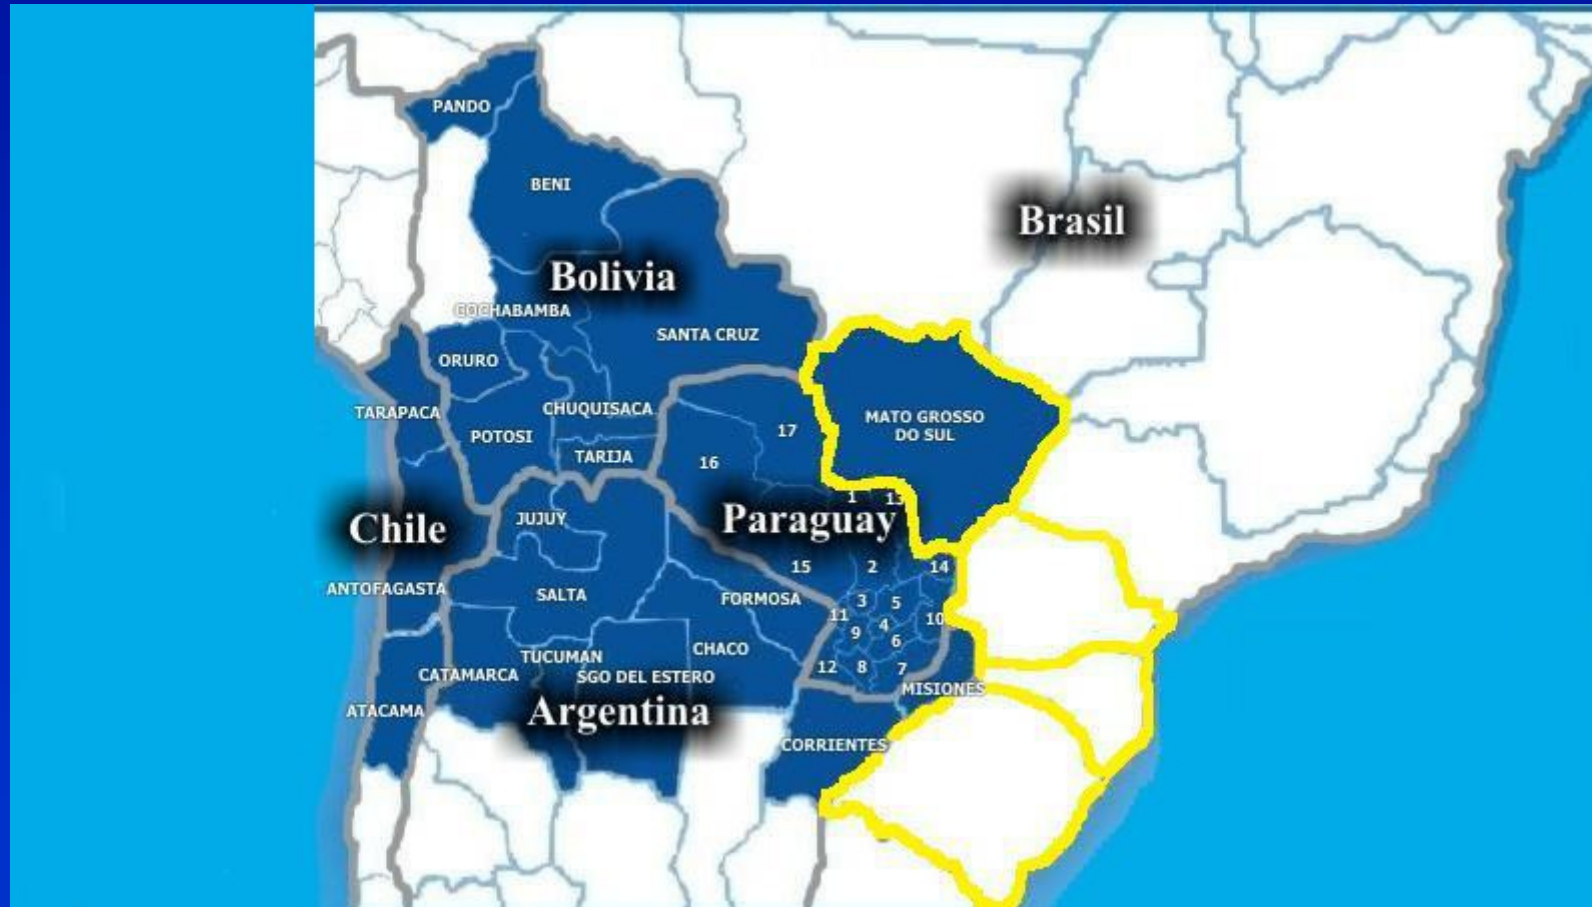 PANDO
BENI
Brasil
Bolivia
COCHABAMBA
SANTA CRUZ
ORURO
TARAPACA
CHUQUISACA
MATO GROSSO
DO SUL
17
POTOSI
TARIJA
16
1
13
JUJUY
Paraguay
Chile
15
2
14
ANTOFAGASTA
SALTA
FORMOSA
3
5
11
4
10
9
6
CHACO
TUCUMAN
CATAMARCA
SGO DEL ESTERO
12
8
7
MISIONES
ATACAMA
Argentina
CORRIENTES